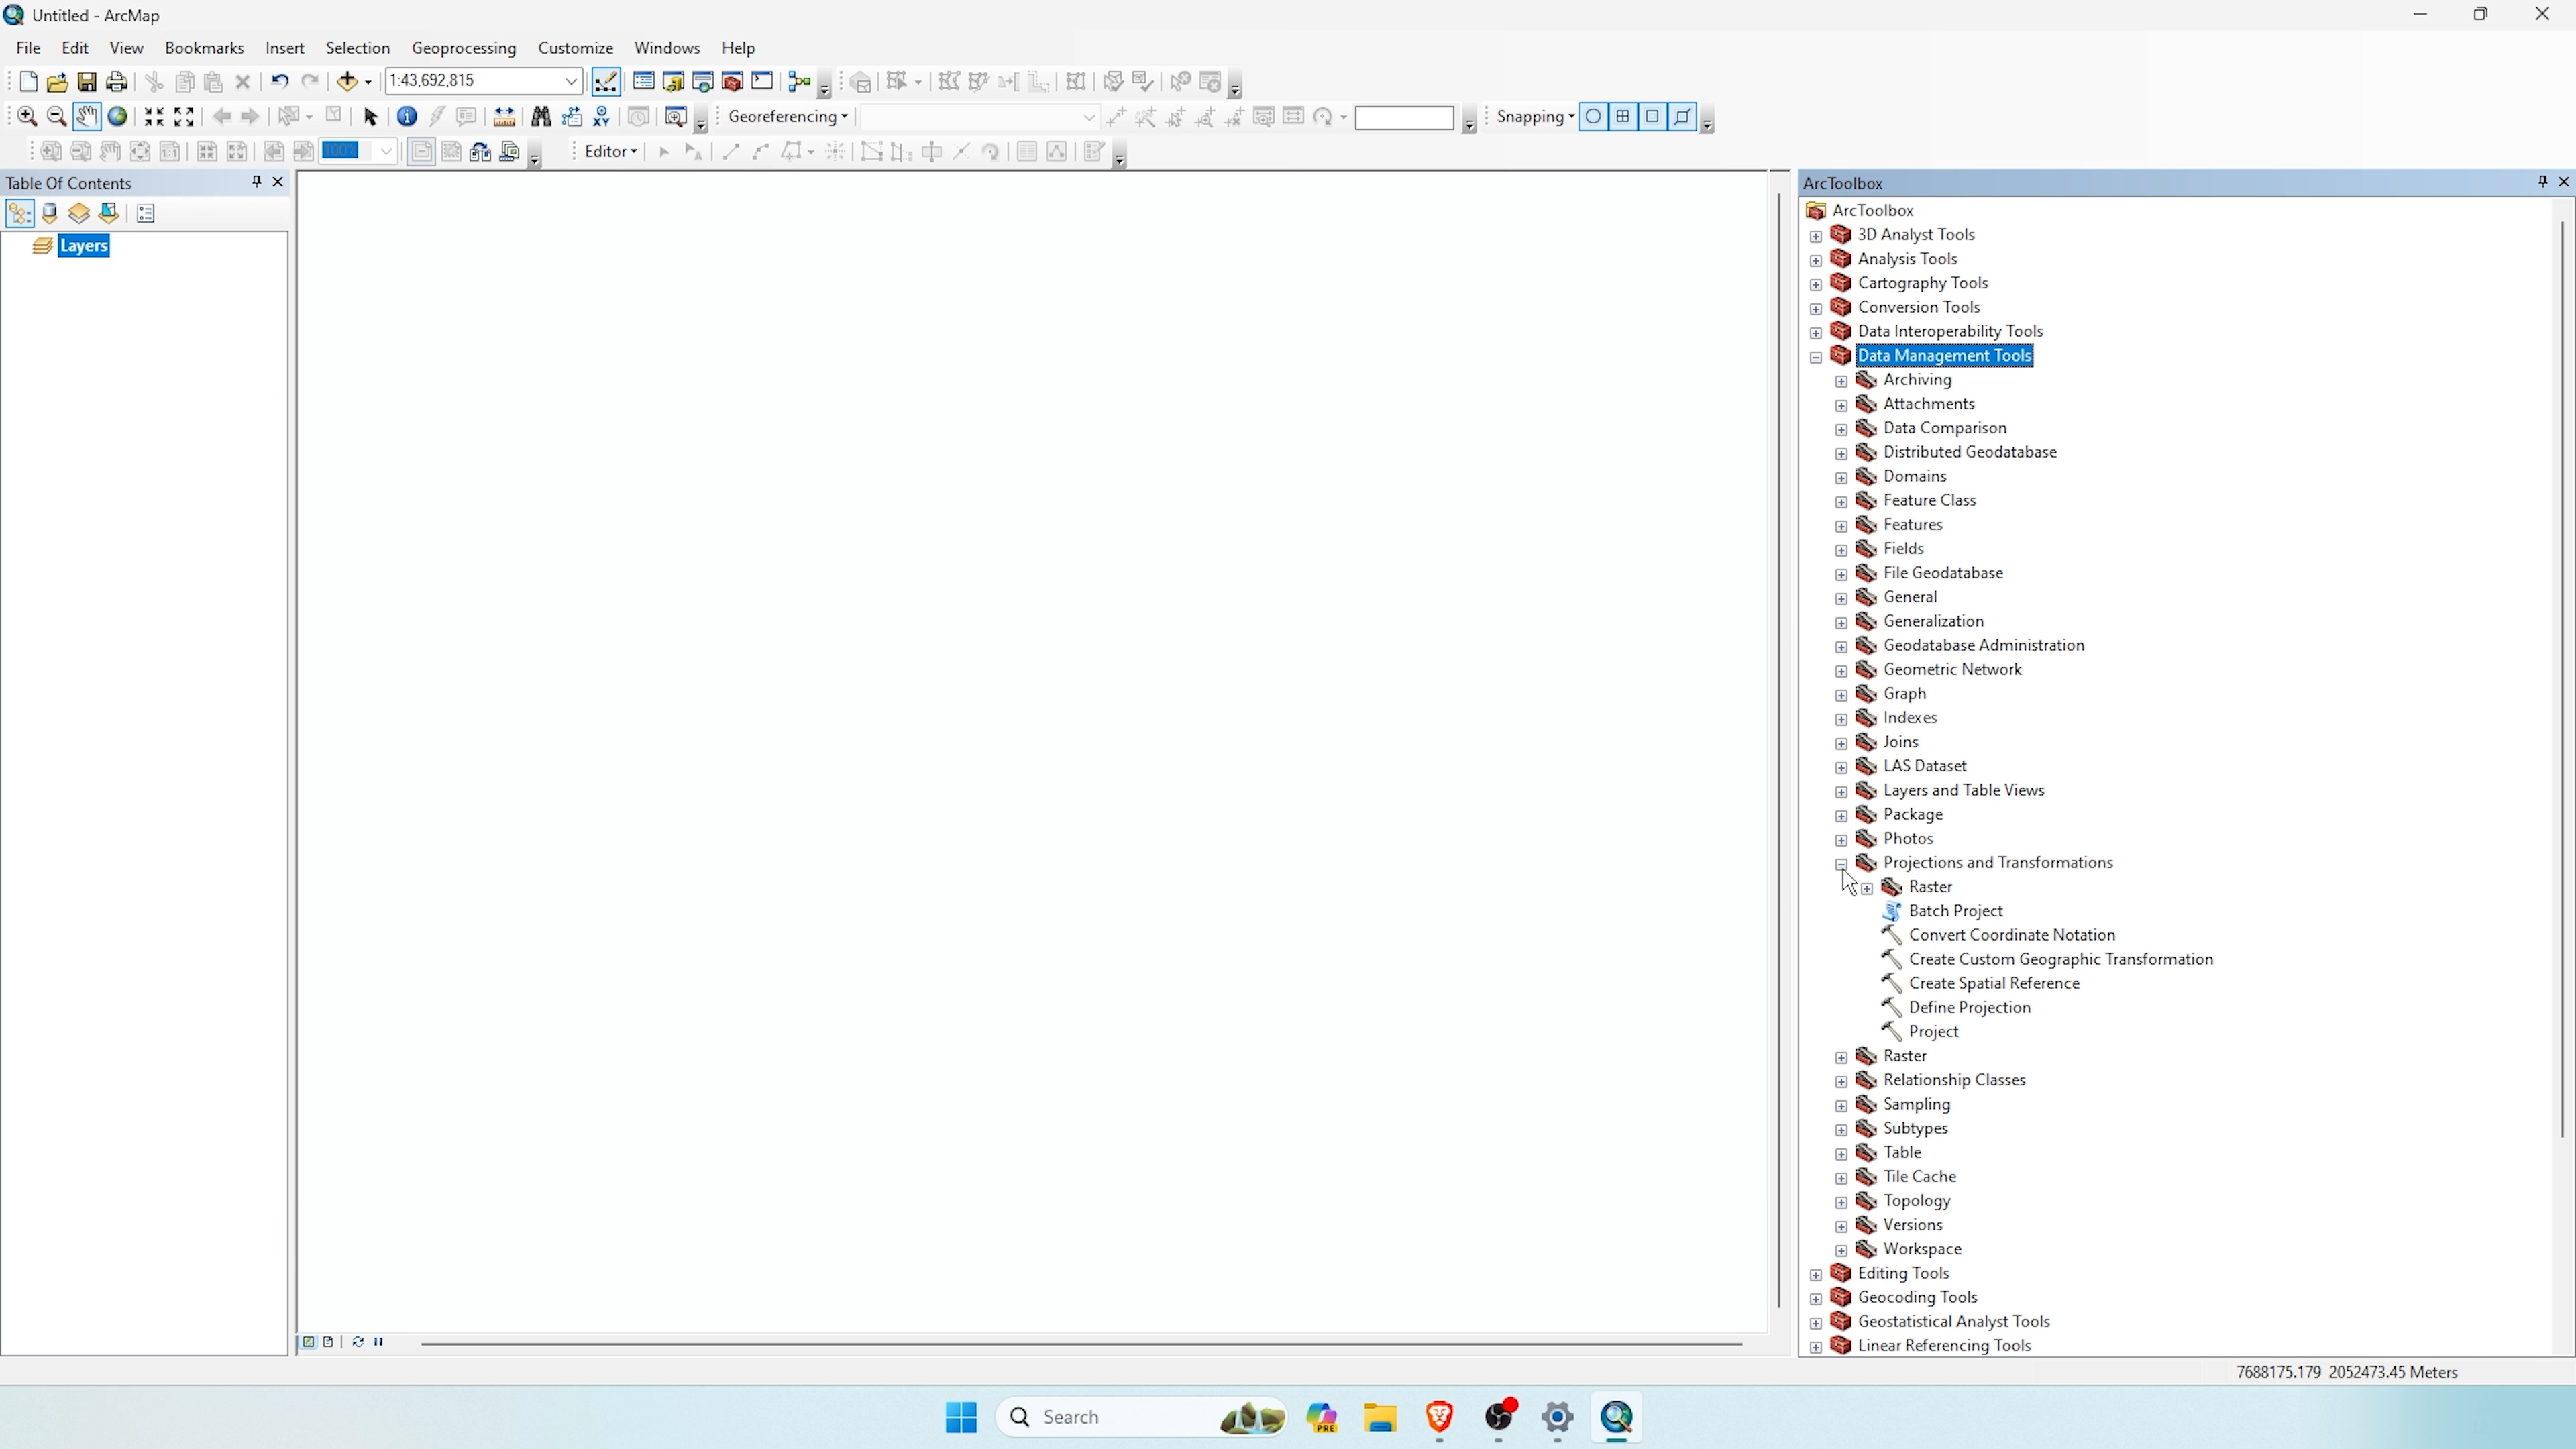 Untitled - ArcMap
File Edit View Bookmarks Insert Selection Geoprocessing Customize Windows Help
1:43,692,815
Georeferencing
Snapping
100%
Editor
Table Of Contents
Layers
ArcToolbox
ArcToolbox
3D Analyst Tools
Analysis Tools
Cartography Tools
Conversion Tools
Data Interoperability Tools
Data Management Tools
Archiving
Attachments
Data Comparison
Distributed Geodatabase
Domains
Feature Class
Features
Fields
File Geodatabase
General
Generalization
Geodatabase Administration
Geometric Network
Graph
Indexes
Joins
LAS Dataset
Layers and Table Views
Package
Photos
Projections and Transformations
Raster
Batch Project
Convert Coordinate Notation
Create Custom Geographic Transformation
Create Spatial Reference
Define Projection
Project
Raster
Relationship Classes
Sampling
Subtypes
Table
Tile Cache
Topology
Versions
Workspace
Editing Tools
Geocoding Tools
Geostatistical Analyst Tools
Linear Referencing Tools
7688175.179 2052473.45 Meters
Search
PRE